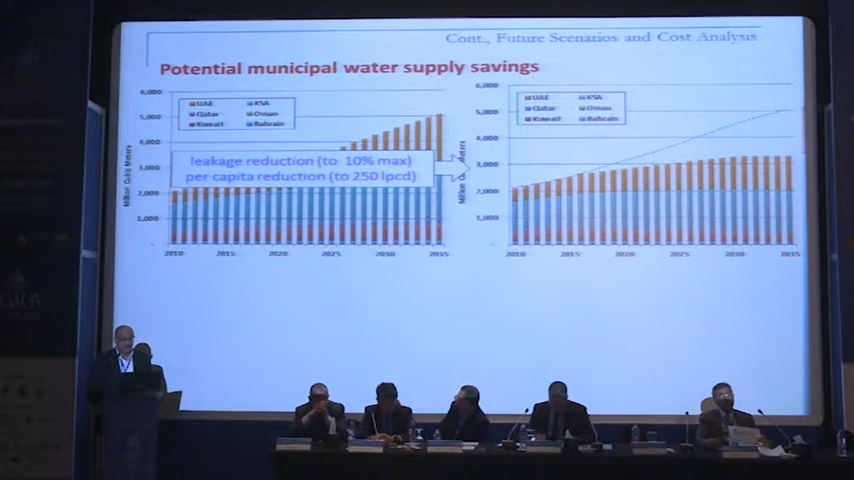 Cont., Future Scenarios and Cost Analysis
Potential municipal water supply savings
6,000
5,000
4,000
3,000
2,000
1,000
-
Million Cubic Meters
UAE KSA
Qatar Oman
Kuwait Bahrain
leakage reduction (to 10% max)
per capita reduction (to 250 lpcd)
2010 2015 2020 2025 2030 2035
6,000
5,000
4,000
3,000
2,000
1,000
-
UAE KSA
Qatar Oman
Kuwait Bahrain
2010 2015 2020 2025 2030 2035